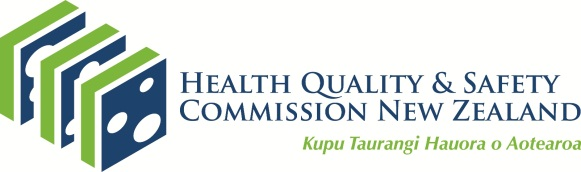 HEALTH QUALITY & SAFETY
COMMISSION NEW ZEALAND
Kupu Taurangi Hauora o Aotearoa